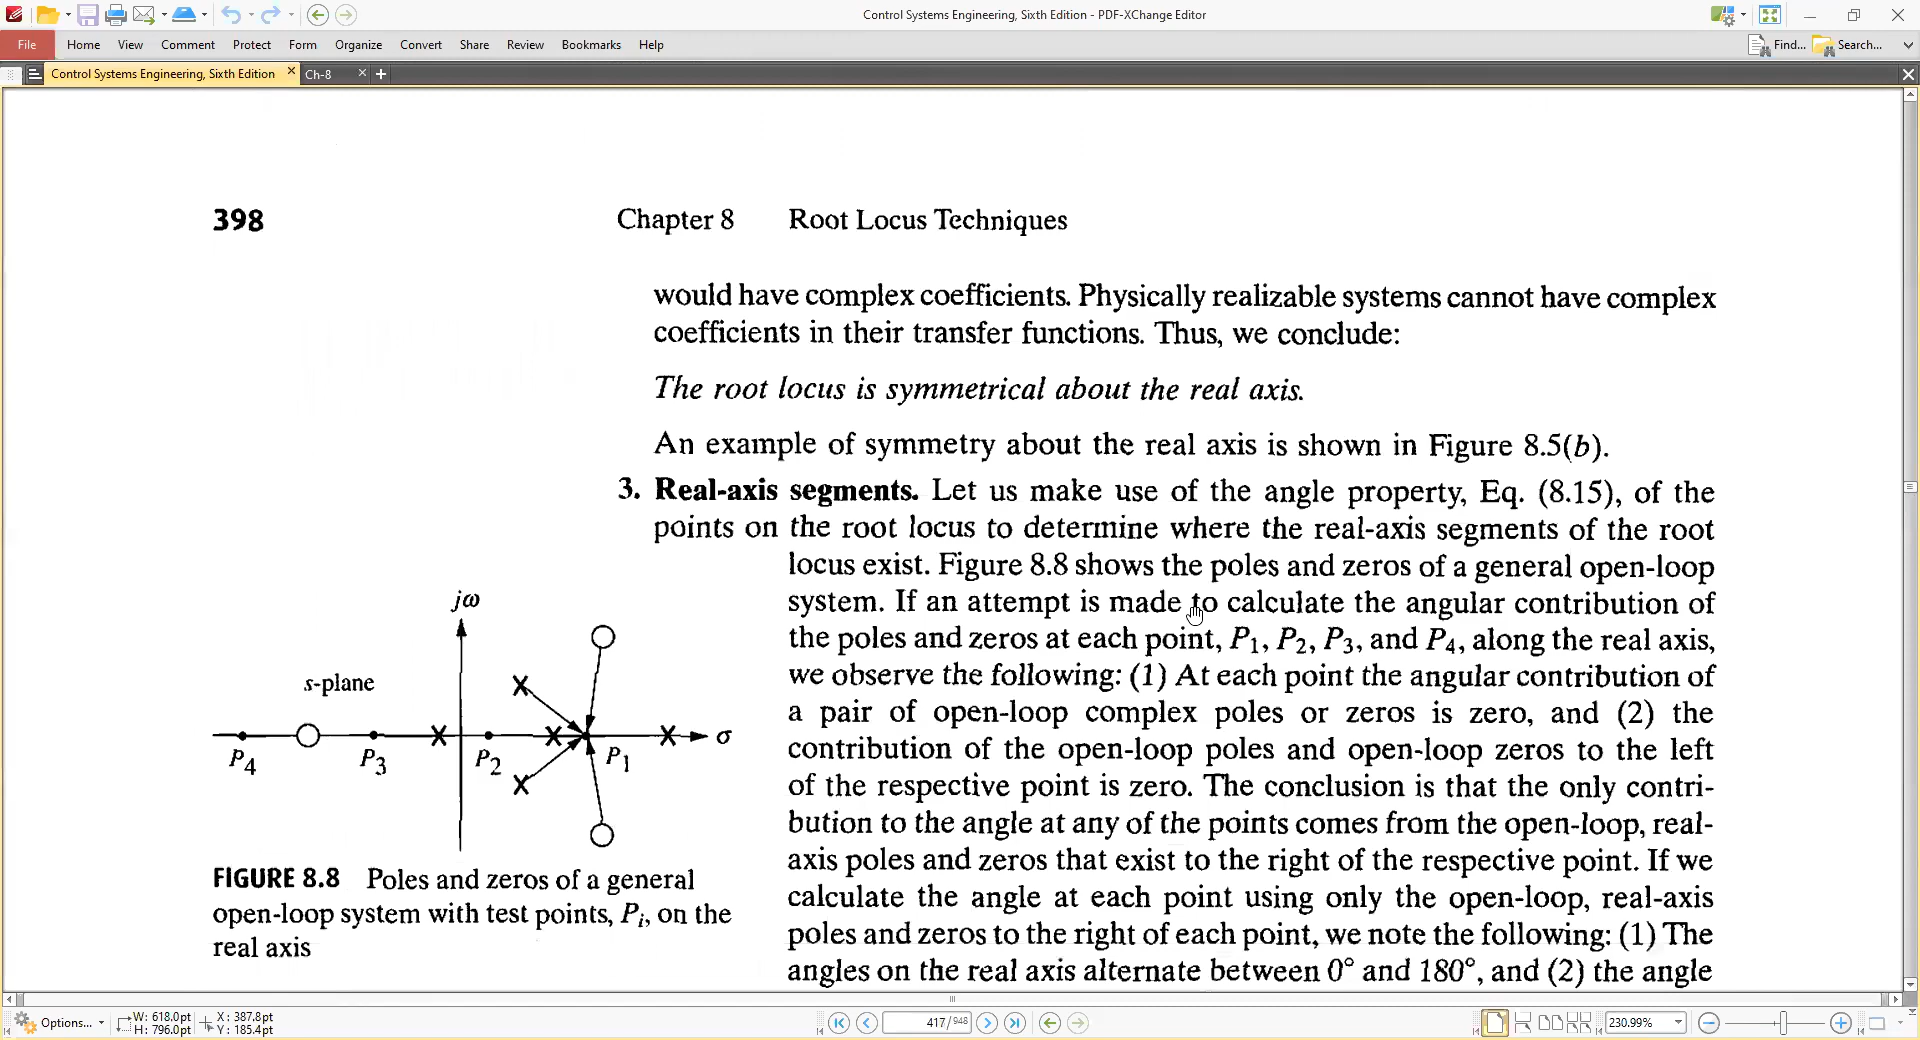 Control Systems Engineering, Sixth Edition - PDF-XChange Editor
File Home View Comment Protect Form Organize Convert Share Review Bookmarks Help Find... Search...
Control Systems Engineering, Sixth Edition Ch-8
398 Chapter 8 Root Locus Techniques
would have complex coefficients. Physically realizable systems cannot have complex
coefficients in their transfer functions. Thus, we conclude:
The root locus is symmetrical about the real axis.
An example of symmetry about the real axis is shown in Figure 8.5(b).
3. Real-axis segments. Let us make use of the angle property, Eq. (8.15), of the
points on the root locus to determine where the real-axis segments of the root
locus exist. Figure 8.8 shows the poles and zeros of a general open-loop
system. If an attempt is made to calculate the angular contribution of
the poles and zeros at each point, P₁, P₂, P₃, and P₄, along the real axis,
we observe the following: (1) At each point the angular contribution of
a pair of open-loop complex poles or zeros is zero, and (2) the
contribution of the open-loop poles and open-loop zeros to the left
of the respective point is zero. The conclusion is that the only contri-
bution to the angle at any of the points comes from the open-loop, real-
axis poles and zeros that exist to the right of the respective point. If we
calculate the angle at each point using only the open-loop, real-axis
poles and zeros to the right of each point, we note the following: (1) The
angles on the real axis alternate between 0° and 180°, and (2) the angle
jω
s-plane
σ
P₄ P₃ P₂ P₁
FIGURE 8.8 Poles and zeros of a general
open-loop system with test points, Pᵢ, on the
real axis
Options...
W: 618.0pt
H: 796.0pt
X: 387.8pt
Y: 185.4pt
417/948
230.99%